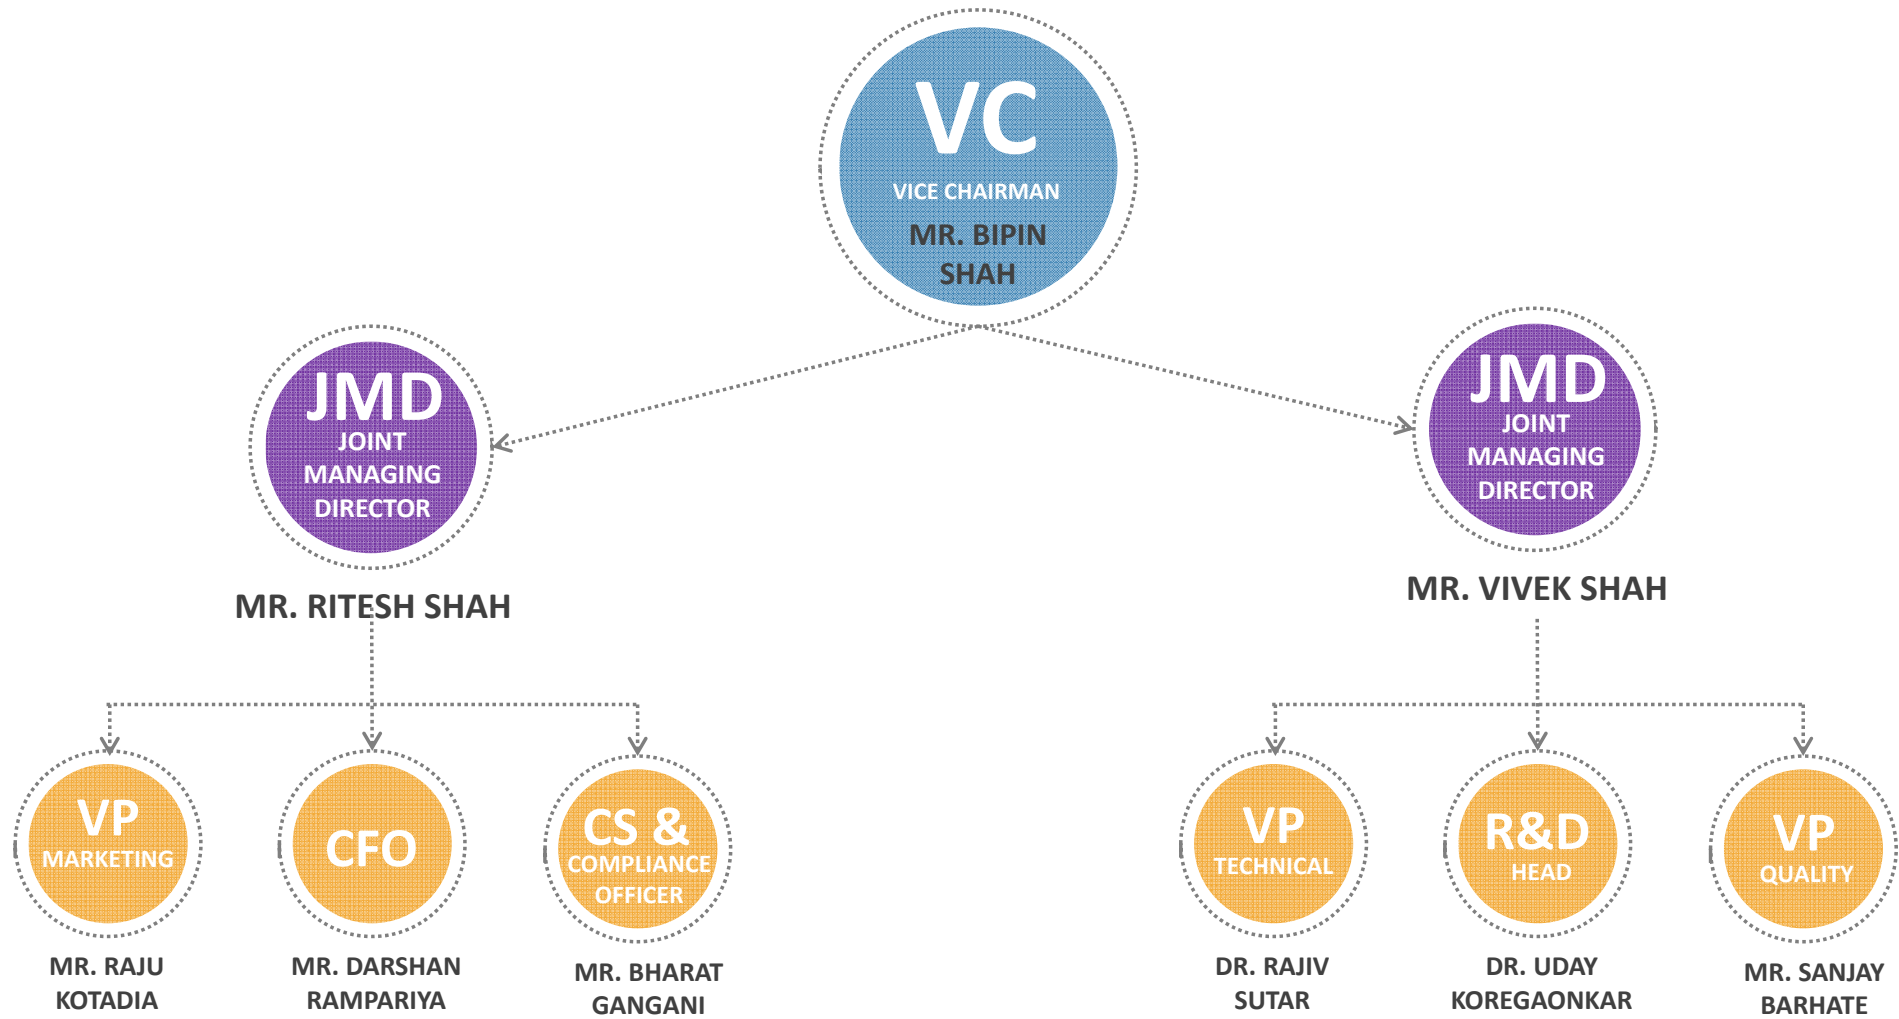 VC
VICE CHAIRMAN
MR. BIPIN
SHAH
JMD
JOINT
MANAGING
DIRECTOR
MR. RITESH SHAH
JMD
JOINT
MANAGING
DIRECTOR
MR. VIVEK SHAH
VP
MARKETING
MR. RAJU
KOTADIA
CFO
MR. DARSHAN
RAMPARIYA
CS &
COMPLIANCE
OFFICER
MR. BHARAT
GANGANI
VP
TECHNICAL
DR. RAJIV
SUTAR
R&D
HEAD
DR. UDAY
KOREGAONKAR
VP
QUALITY
MR. SANJAY
BARHATE